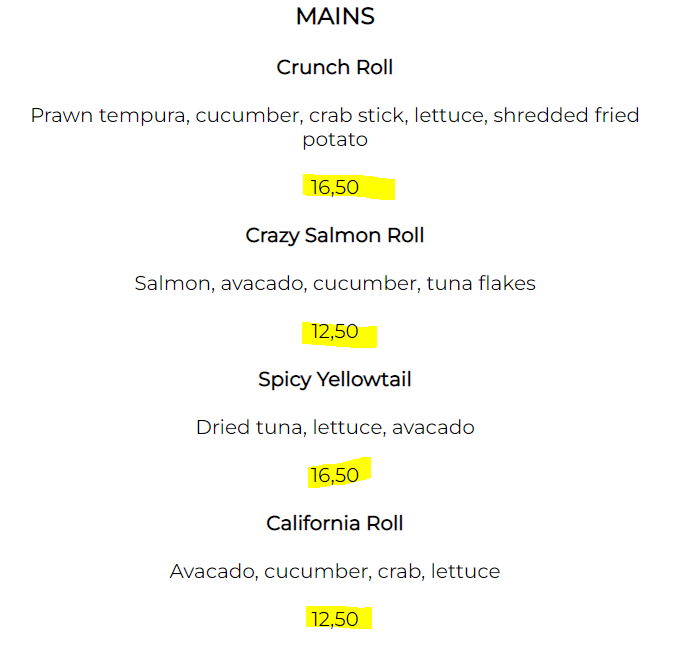 MAINS
Crunch Roll
Prawn tempura, cucumber, crab stick, lettuce, shredded fried
potato
16,50
Crazy Salmon Roll
Salmon, avacado, cucumber, tuna flakes
12,50
Spicy Yellowtail
Dried tuna, lettuce, avacado
16,50
California Roll
Avacado, cucumber, crab, lettuce
12,50